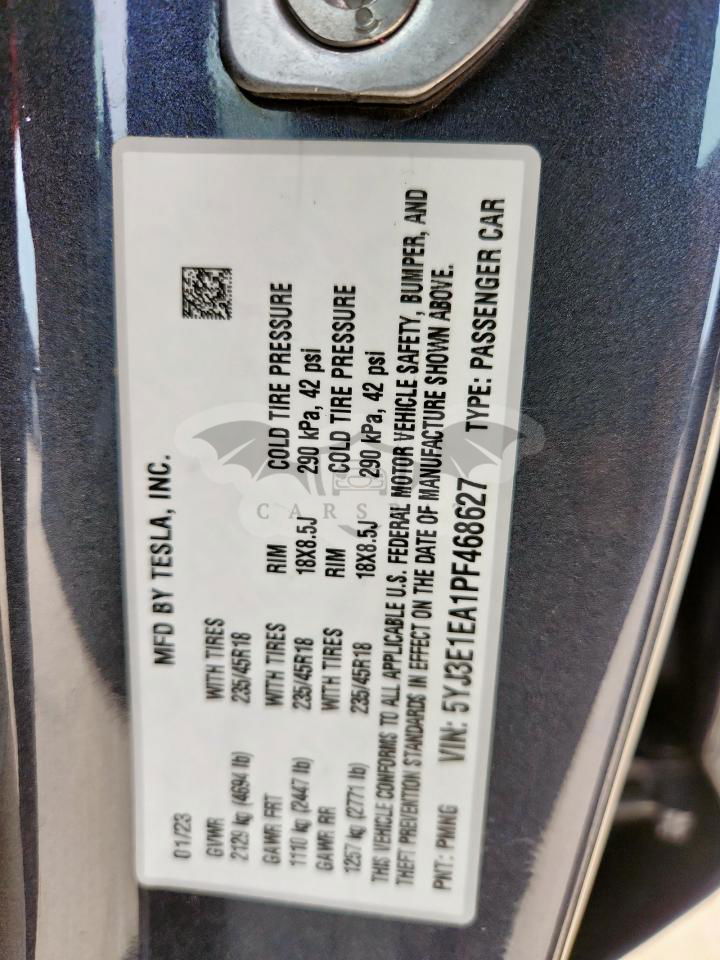 MFD BY TESLA, INC.
01/23
GVWR WITH TIRES
2129 kg (4694 lb) 235/45R18
GAWR FRT WITH TIRES RIM COLD TIRE PRESSURE
1110 kg (2447 lb) 235/45R18 18X8.5J 290 kPa, 42 psi
GAWR RR WITH TIRES RIM COLD TIRE PRESSURE
1257 kg (2771 lb) 235/45R18 18X8.5J 290 kPa, 42 psi
THIS VEHICLE CONFORMS TO ALL APPLICABLE U.S. FEDERAL MOTOR VEHICLE SAFETY, BUMPER, AND
THEFT PREVENTION STANDARDS IN EFFECT ON THE DATE OF MANUFACTURE SHOWN ABOVE.
PWT: PMNG VIN: 5YJ3E1EA1PF468627 TYPE: PASSENGER CAR